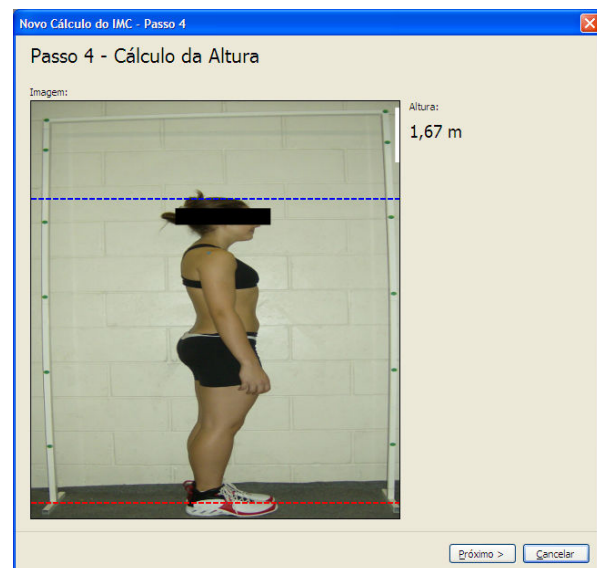 Novo Cálculo do IMC - Passo 4
Passo 4 - Cálculo da Altura
Imagem:
Altura:
1,67 m
Próximo >
Cancelar